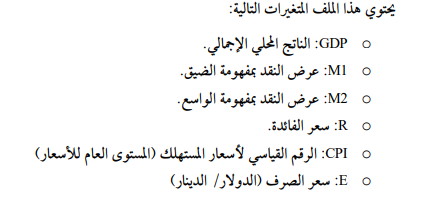 يحتوي هذا الملف المتغيرات التالية:
o GDP: الناتج المحلي الإجمالي.
o M1: عرض النقد بمفهومة الضيق.
o M2: عرض النقد بمفهومة الواسع.
o R: سعر الفائدة.
o CPI: الرقم القياسي لأسعار المستهلك (المستوى العام للأسعار)
o E: سعر الصرف (الدولار/ الدينار)